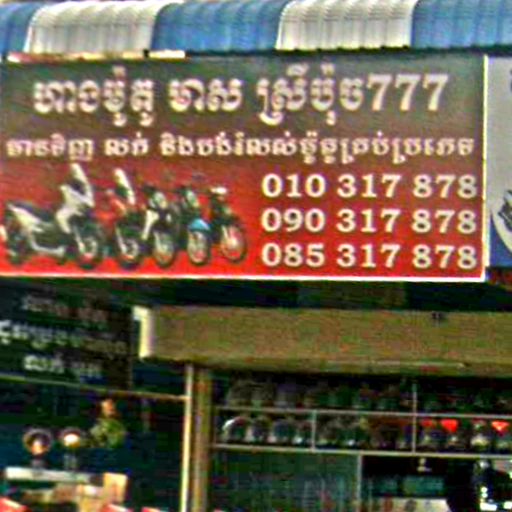 ហាងម៉ូតូ មាស ស្រីប៉ុច777
មានទិញ លក់ និងបង់រំលស់ម៉ូតូគ្រប់ប្រភេទ
010 317 878
090 317 878
085 317 878